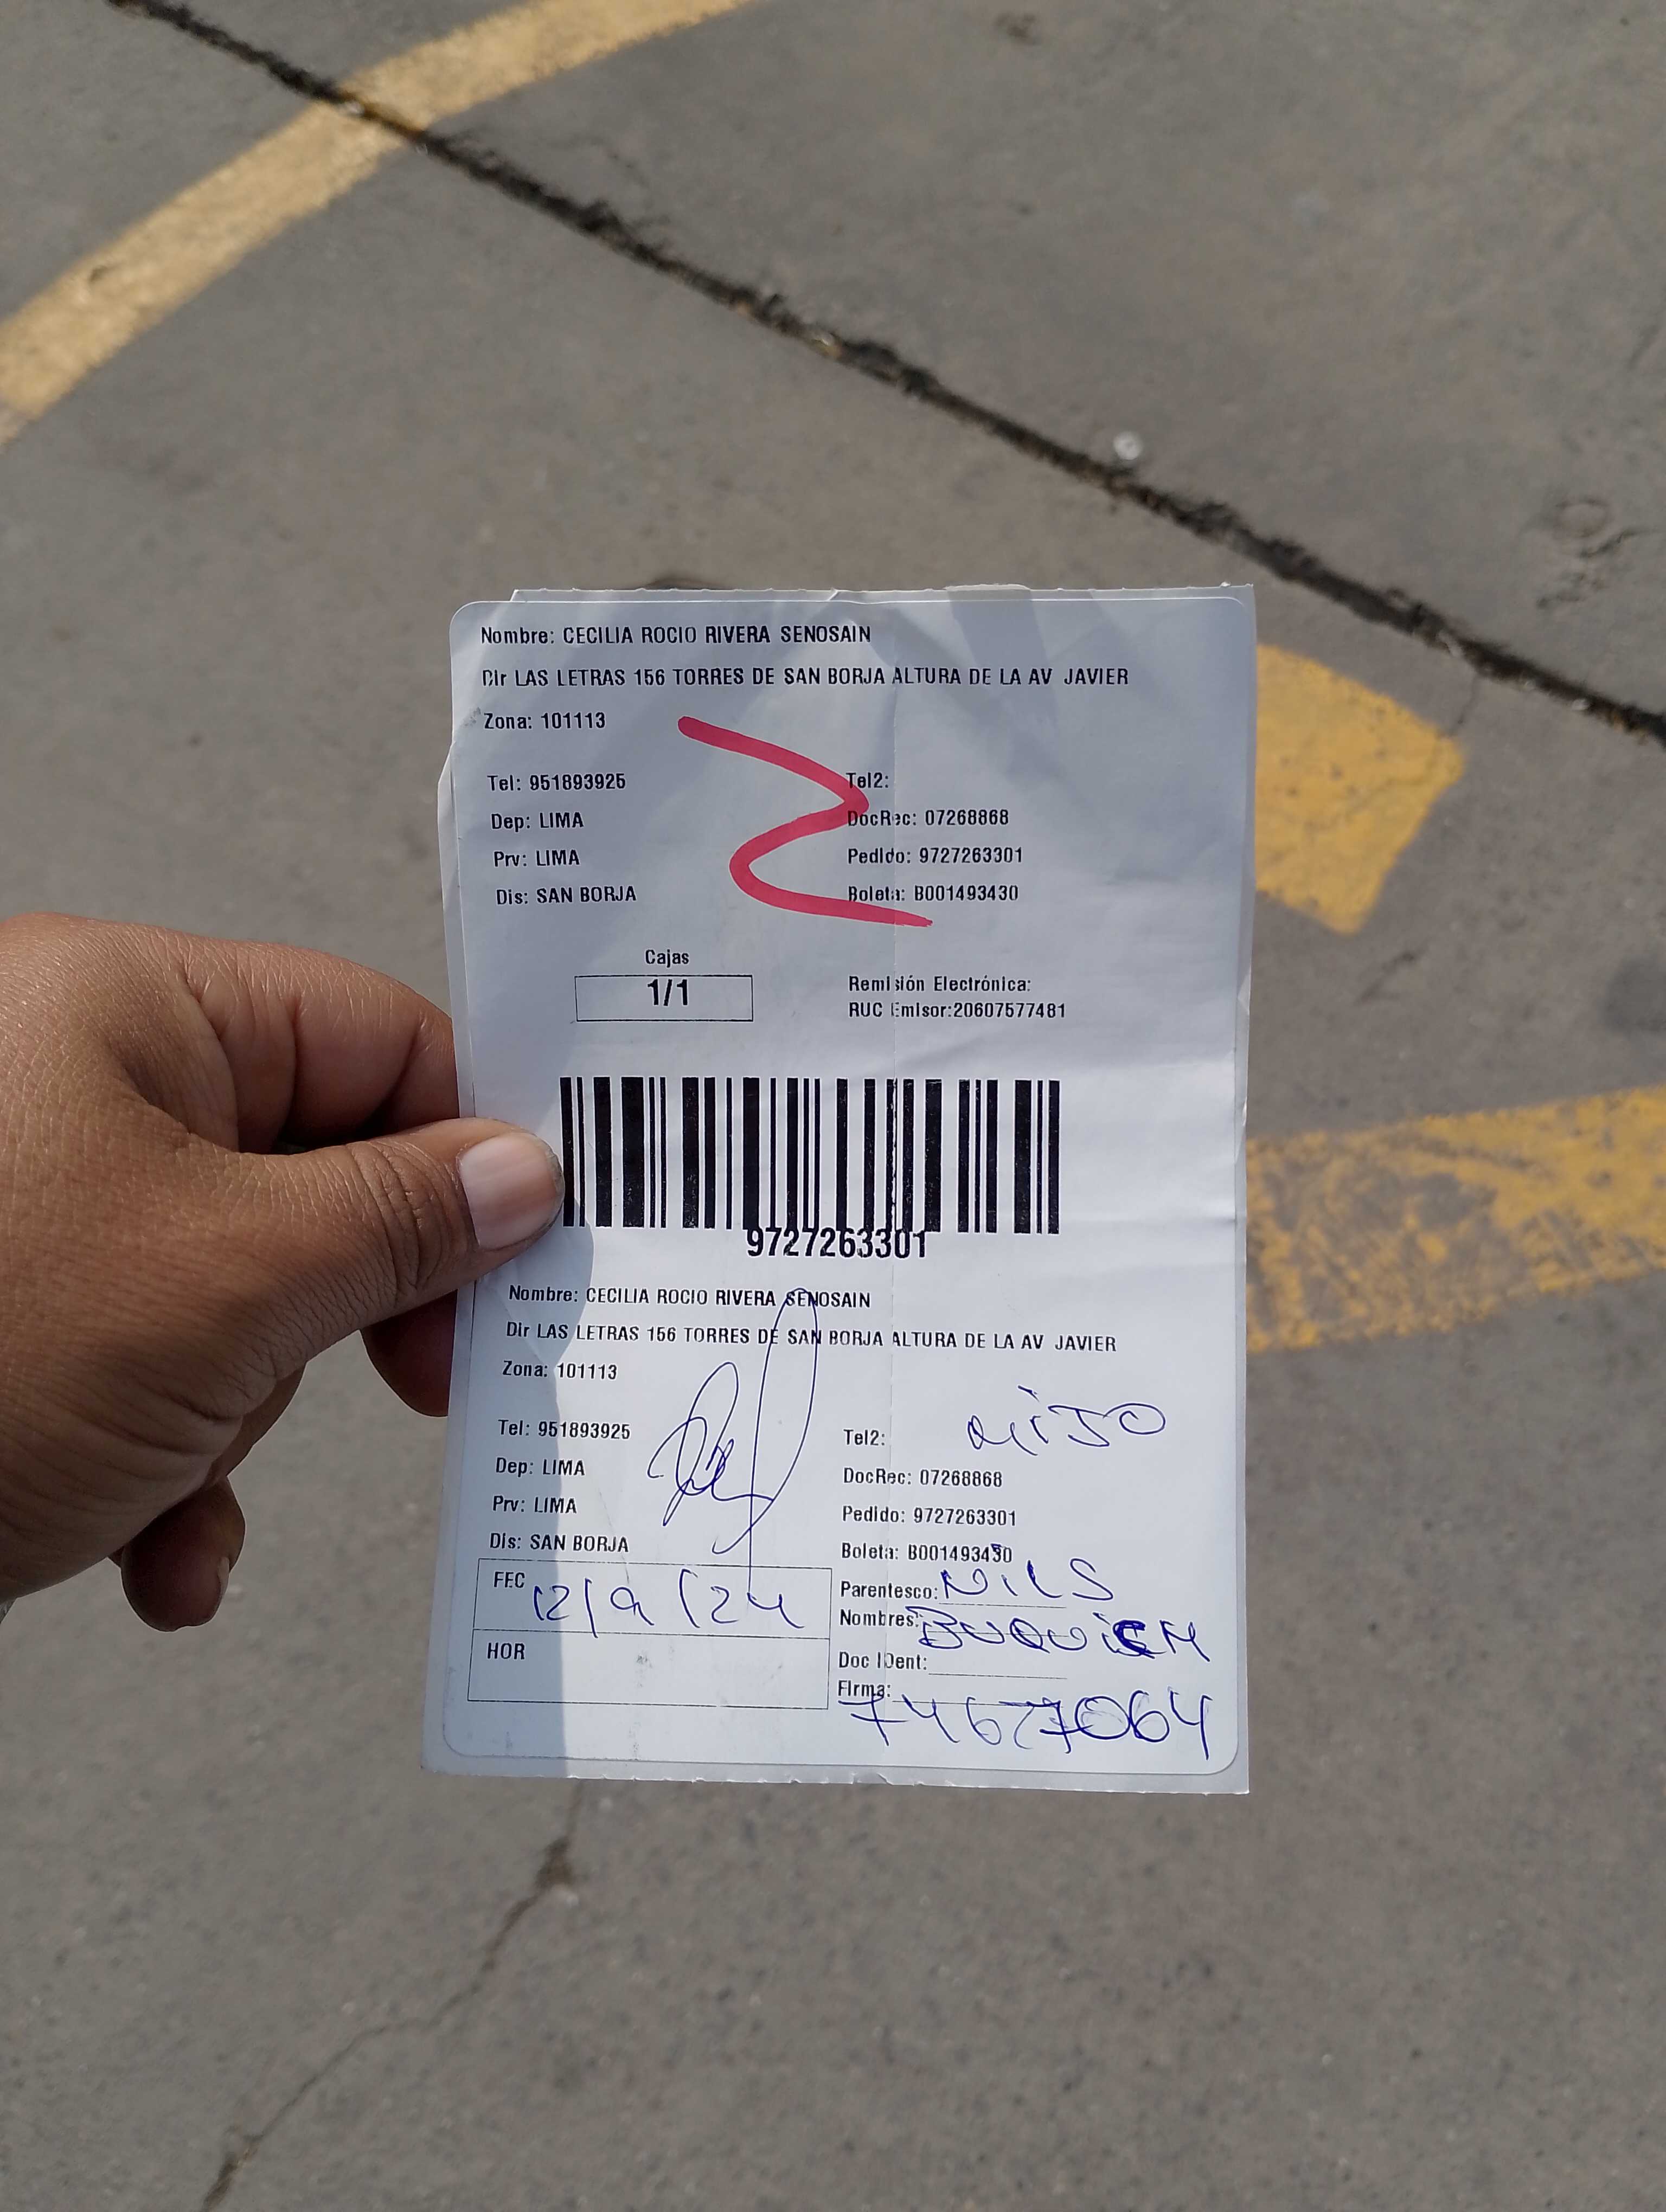 Nombre: CECILIA ROCIO RIVERA SENOSAIN
Dir LAS LETRAS 156 TORRES DE SAN BORJA ALTURA DE LA AV JAVIER
Zona: 101113
Tel: 951893925 Tel2:
Dep: LIMA DocRec: 07268868
Prv: LIMA Pedido: 9727263301
Dis: SAN BORJA Boleta: B001493430
Cajas
1/1
Remisión Electrónica:
RUC Emisor:20607577481
9727263301
Nombre: CECILIA ROCIO RIVERA SENOSAIN
Dir LAS LETRAS 156 TORRES DE SAN BORJA ALTURA DE LA AV JAVIER
Zona: 101113
Tel: 951893925 Tel2:
Dep: LIMA DocRec: 07268868
Prv: LIMA Pedido: 9727263301
Dis: SAN BORJA Boleta: B001493430
FEC 12/9/24 Parentesco: NILS
Nombres:
HOR Doc IDent:
Firma:
74677064